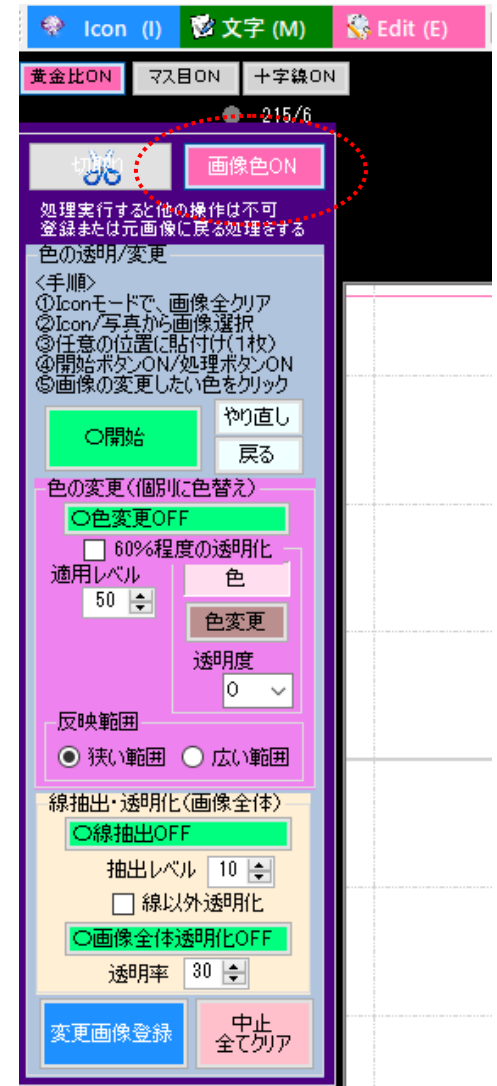 Icon (I) 文字 (M) Edit (E)
黄金比ON マス目ON 十字線ON
215/6
画像色ON
処理実行すると他の操作は不可
登録または元画像に戻る処理をする
色の透明/変更
<手順>
①Iconモードで、画像全クリア
②Icon/写真から画像選択
③任意の位置に貼付け(1枚)
④開始ボタンON/処理ボタンON
⑤画像の変更したい色をクリック
〇開始
やり直し
戻る
色の変更(個別に色替え)
〇色変更OFF
60%程度の透明化
適用レベル
50
色
色変更
透明度
0
反映範囲
狭い範囲 広い範囲
線抽出・透明化(画像全体)
〇線抽出OFF
抽出レベル 10
線以外透明化
〇画像全体透明化OFF
透明率 30
変更画像登録
中止
全てクリア